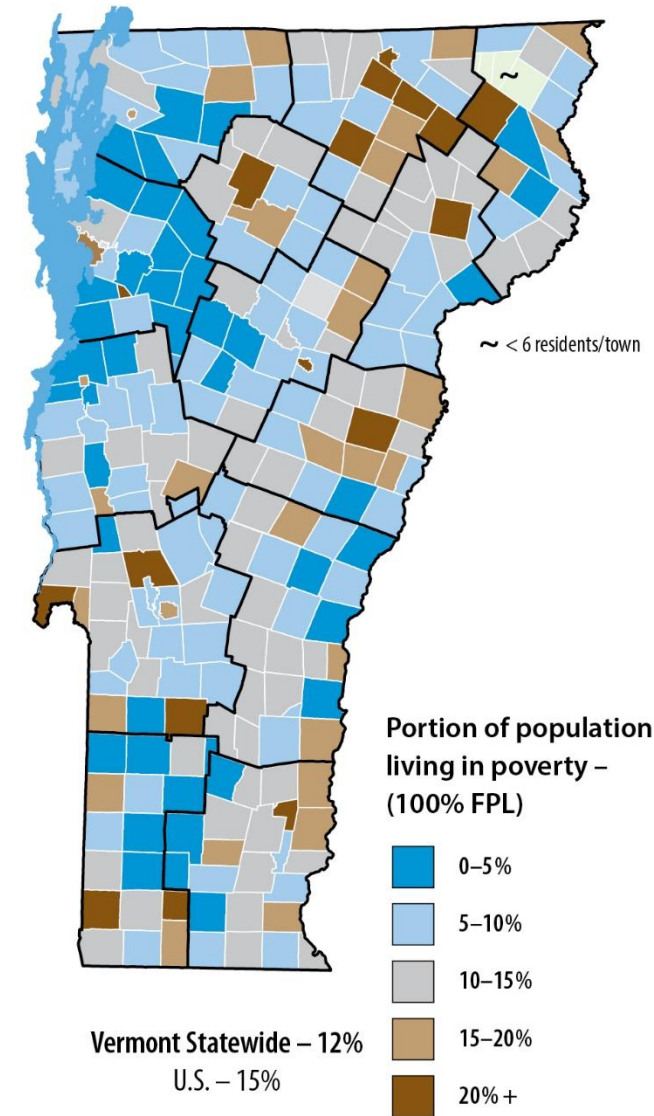 ~
~ < 6 residents/town
Portion of population
living in poverty –
(100% FPL)
0–5%
5–10%
10–15%
15–20%
20% +
Vermont Statewide – 12%
U.S. – 15%